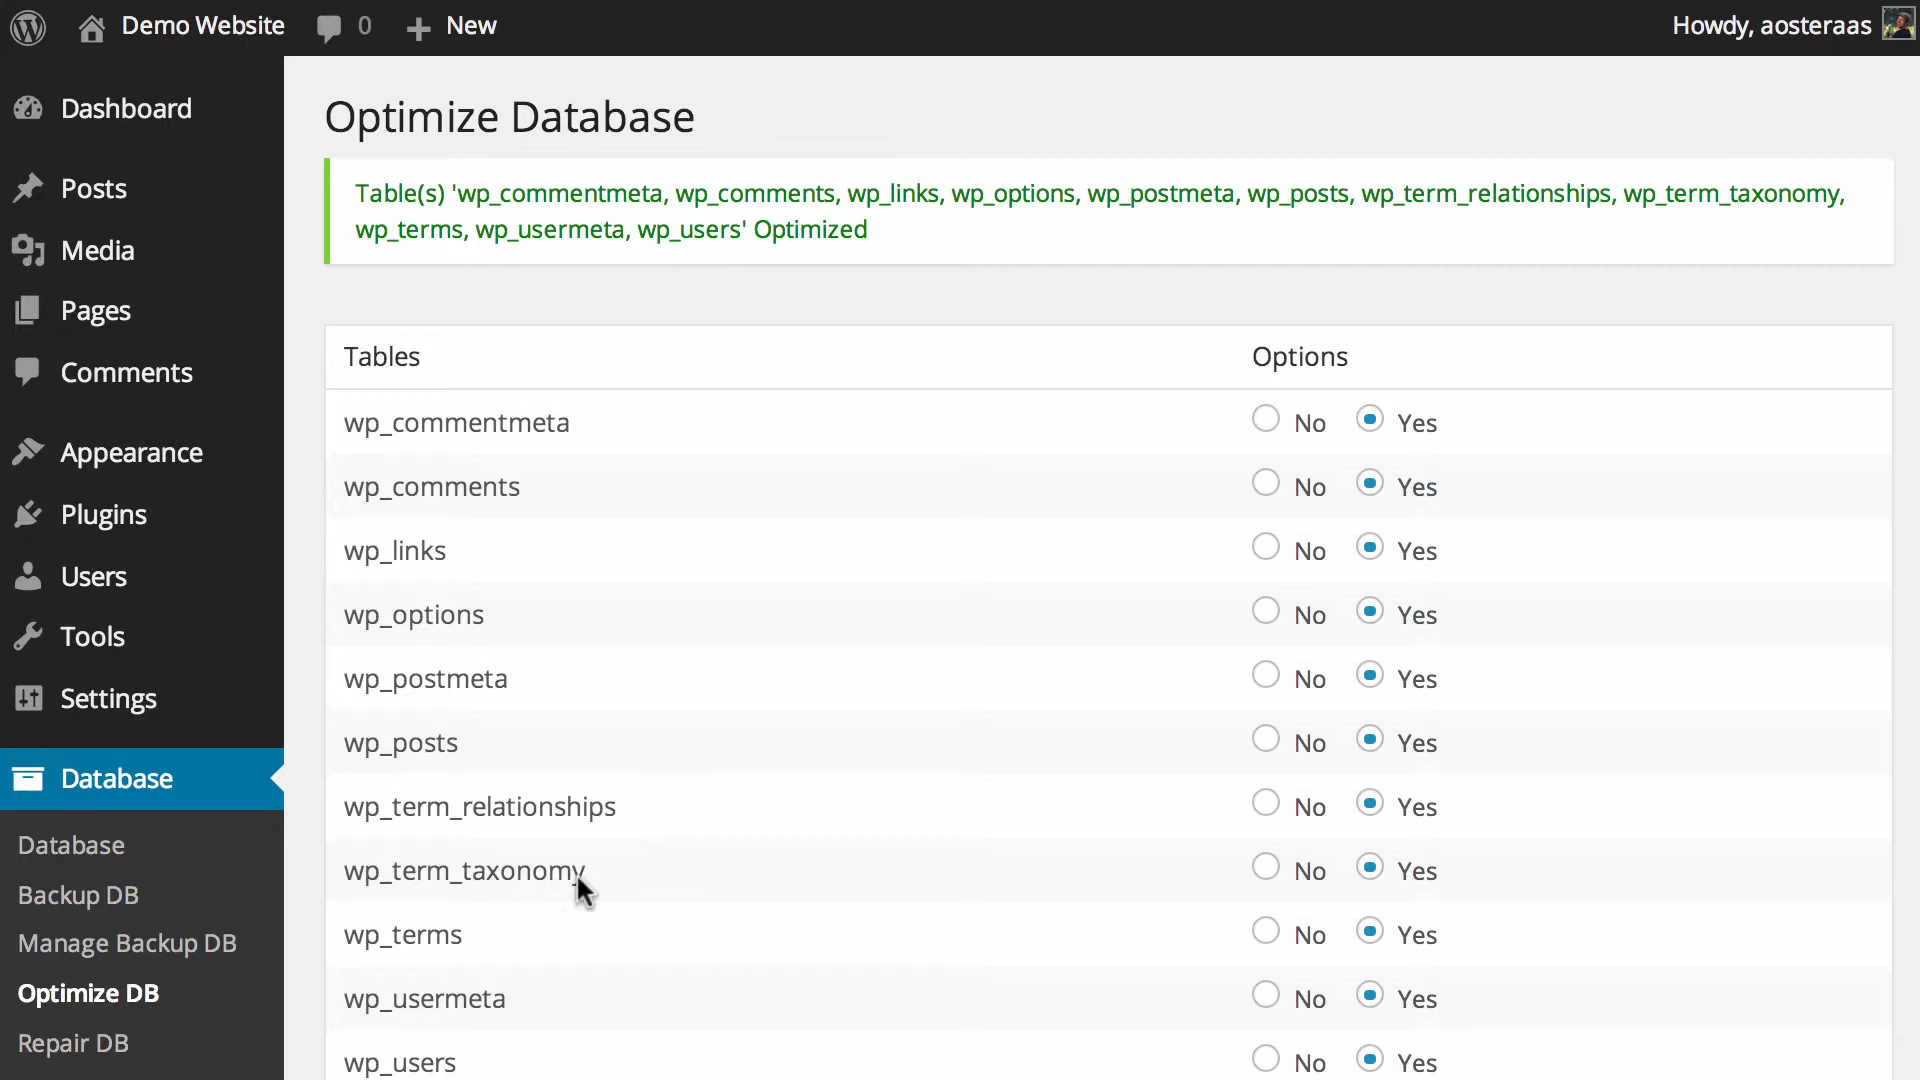 Demo Website 0 New Howdy, aosteraas
Dashboard
Posts
Media
Pages
Comments
Appearance
Plugins
Users
Tools
Settings
Database
Database
Backup DB
Manage Backup DB
Optimize DB
Repair DB
Optimize Database
Table(s) 'wp_commentmeta, wp_comments, wp_links, wp_options, wp_postmeta, wp_posts, wp_term_relationships, wp_term_taxonomy,
wp_terms, wp_usermeta, wp_users' Optimized
Tables Options
wp_commentmeta No Yes
wp_comments No Yes
wp_links No Yes
wp_options No Yes
wp_postmeta No Yes
wp_posts No Yes
wp_term_relationships No Yes
wp_term_taxonomy No Yes
wp_terms No Yes
wp_usermeta No Yes
wp_users No Yes